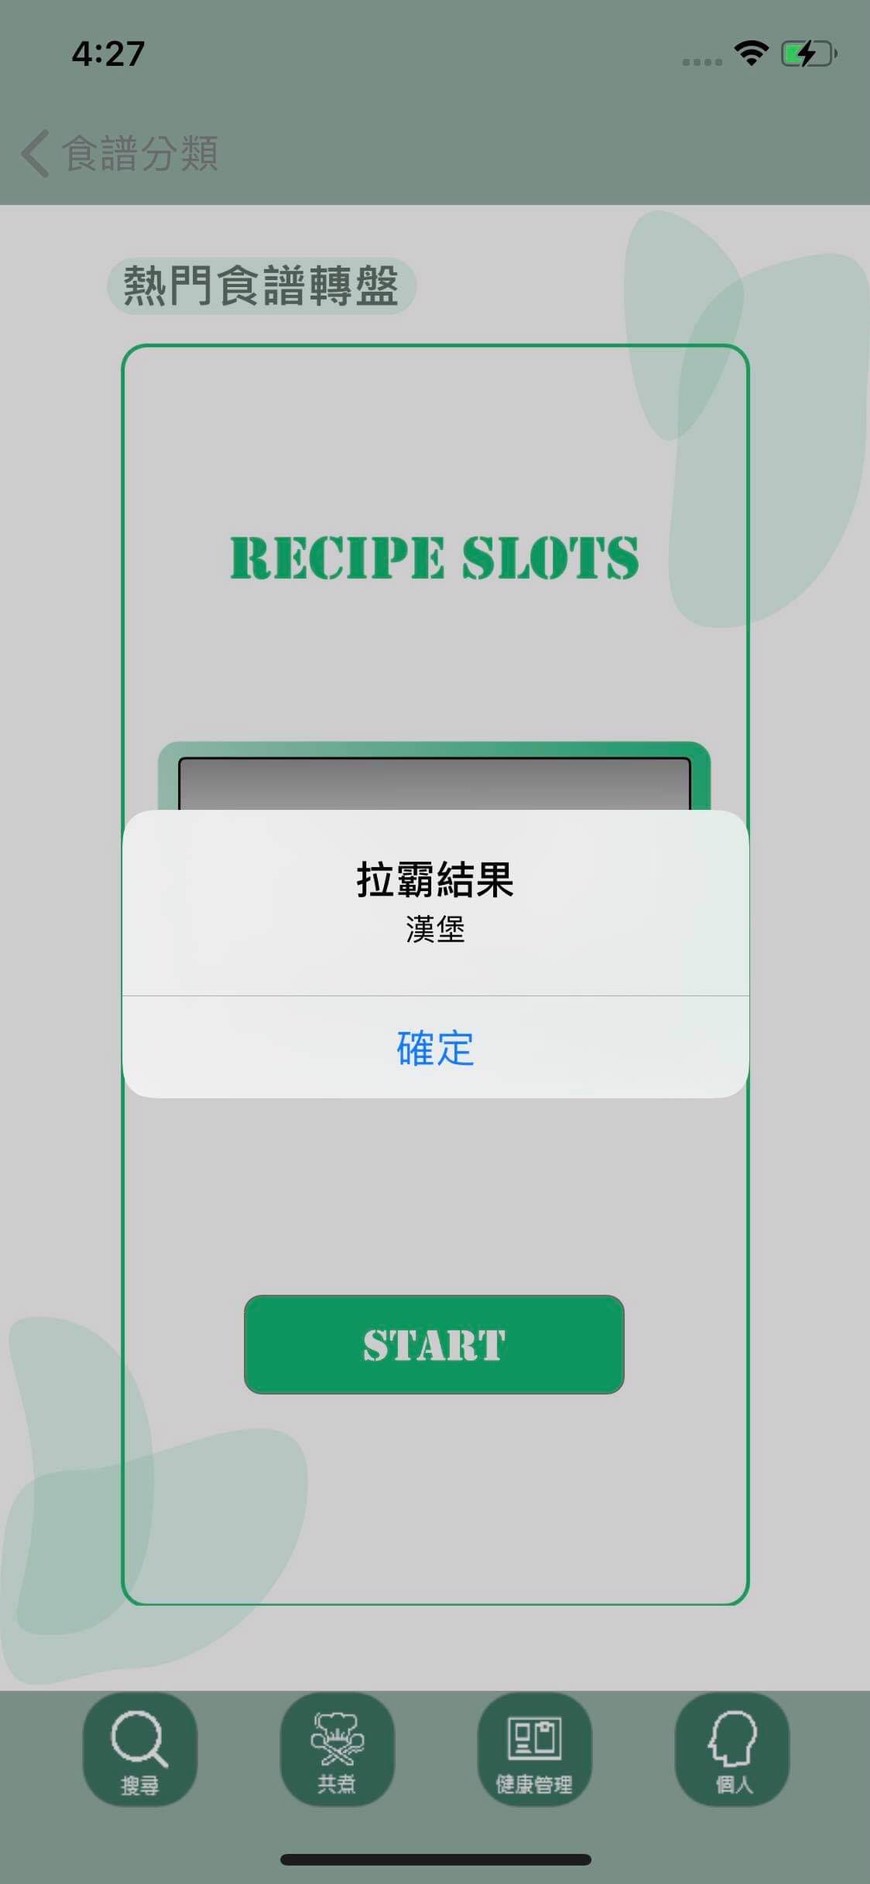 4:27
食譜分類
熱門食譜轉盤
RECIPE SLOTS
拉霸結果
漢堡
確定
START
搜尋
共煮
健康管理
個人